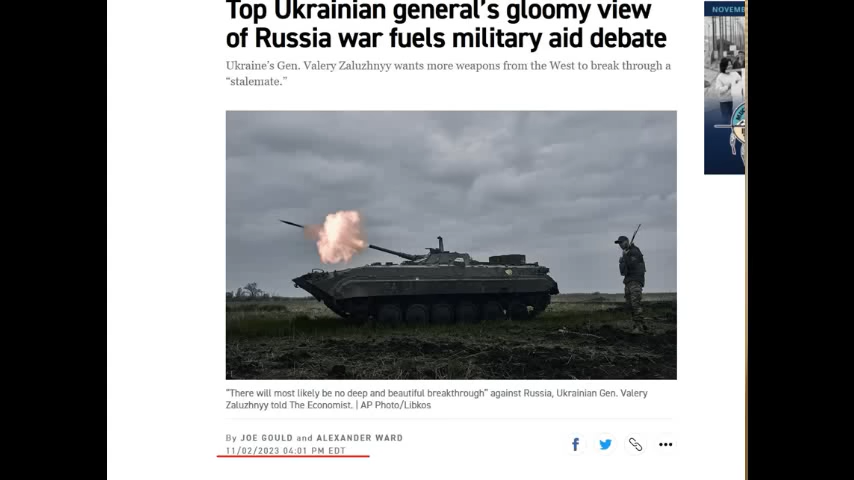 Top Ukrainian general's gloomy view
of Russia war fuels military aid debate
Ukraine's Gen. Valery Zaluzhnyy wants more weapons from the West to break through a
"stalemate."
NOVEMB
"There will most likely be no deep and beautiful breakthrough" against Russia, Ukrainian Gen. Valery
Zaluzhnyy told The Economist. | AP Photo/Libkos
By JOE GOULD and ALEXANDER WARD
11/02/2023 04:01 PM EDT